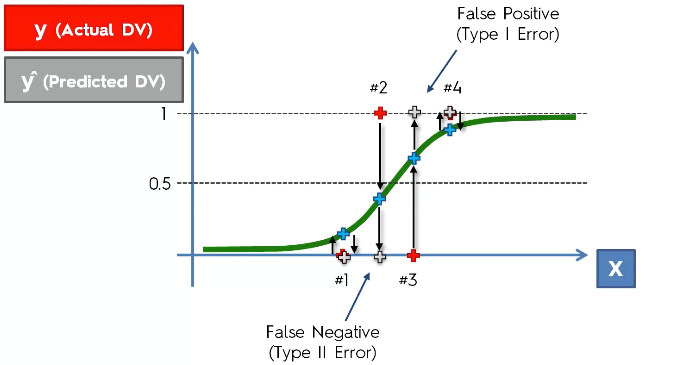 y (Actual DV)
ŷ (Predicted DV)
False Positive
(Type I Error)
#2
#4
1
0.5
#1
#3
X
False Negative
(Type II Error)